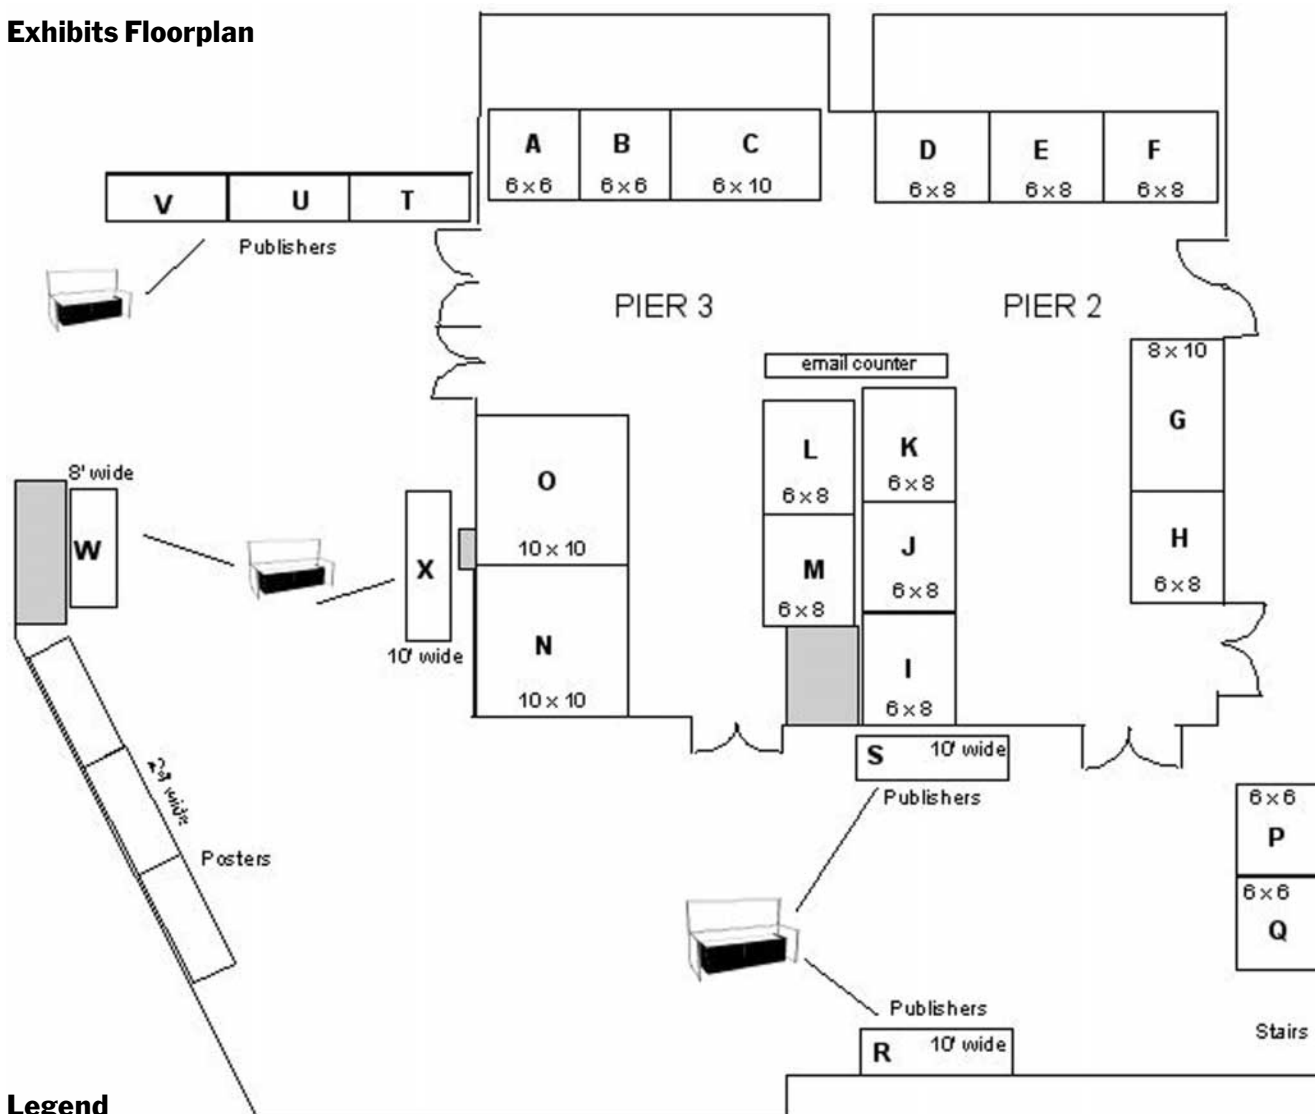 Exhibits Floorplan
A
6 x 6
B
6 x 6
C
6 x 10
D
6 x 8
E
6 x 8
F
6 x 8
V
U
T
Publishers
PIER 3
PIER 2
email counter
8 x 10
G
H
6 x 8
L
6 x 8
K
6 x 8
M
6 x 8
J
6 x 8
I
6 x 8
O
10 x 10
N
10 x 10
8' wide
W
X
10' wide
wide
Posters
S 10' wide
Publishers
6 x 6
P
6 x 6
Q
Publishers
R 10' wide
Stairs
Legend